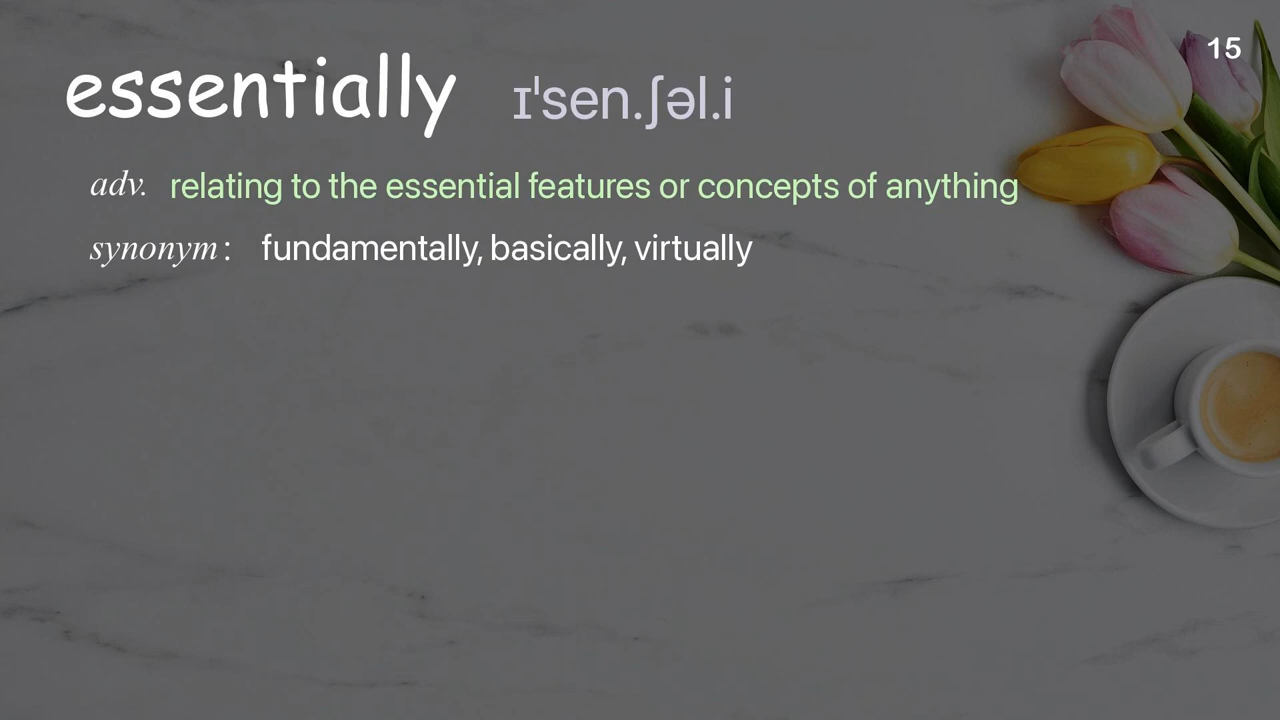 15
essentially ɪˈsen.ʃəl.i
adv. relating to the essential features or concepts of anything
synonym: fundamentally, basically, virtually